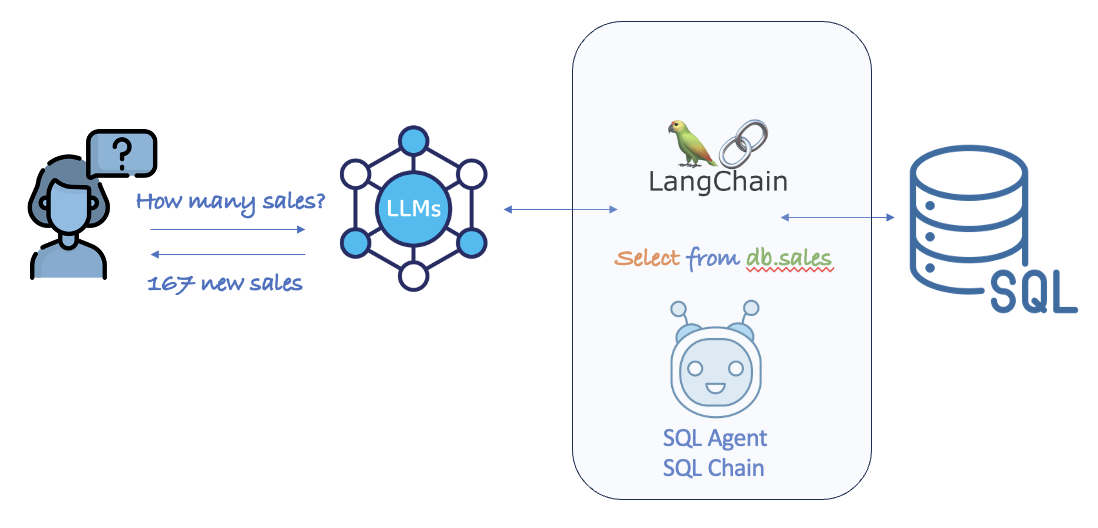 ?
How many sales?
167 new sales
LLMs
LangChain
Select from db.sales
SQL Agent
SQL Chain
SQL